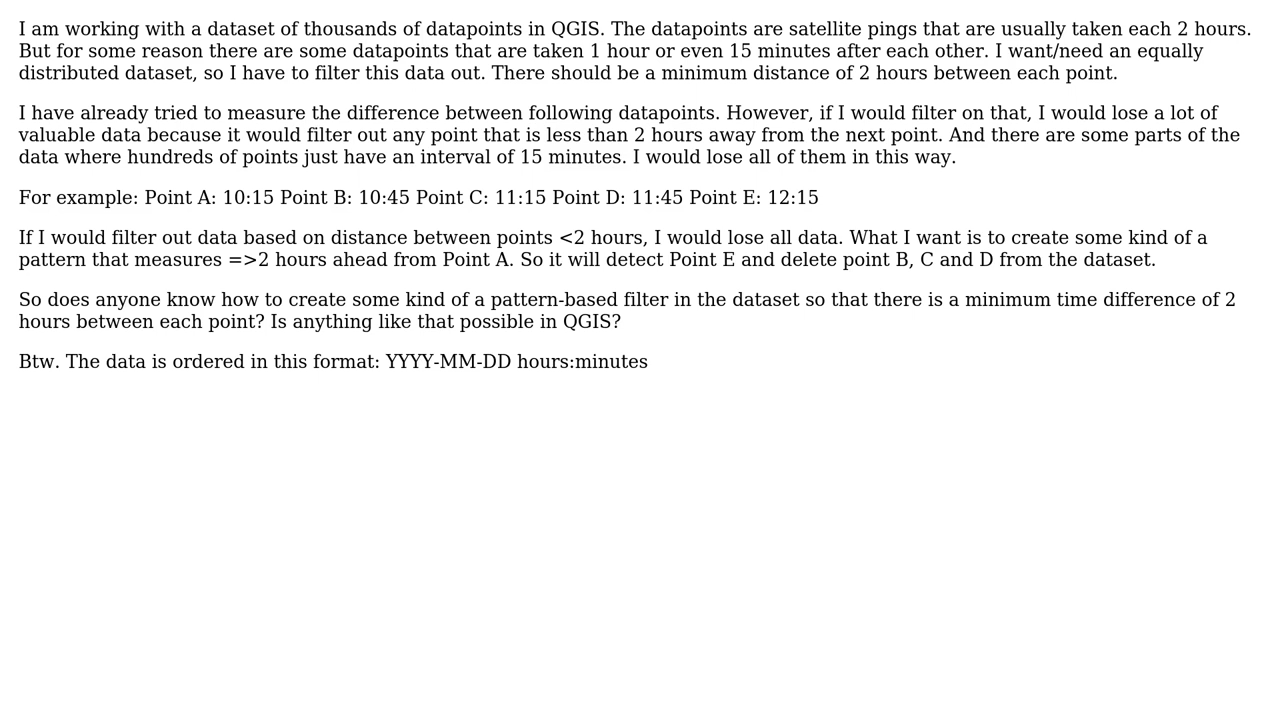 I am working with a dataset of thousands of datapoints in QGIS. The datapoints are satellite pings that are usually taken each 2 hours.
But for some reason there are some datapoints that are taken 1 hour or even 15 minutes after each other. I want/need an equally
distributed dataset, so I have to filter this data out. There should be a minimum distance of 2 hours between each point.
I have already tried to measure the difference between following datapoints. However, if I would filter on that, I would lose a lot of
valuable data because it would filter out any point that is less than 2 hours away from the next point. And there are some parts of the
data where hundreds of points just have an interval of 15 minutes. I would lose all of them in this way.
For example: Point A: 10:15 Point B: 10:45 Point C: 11:15 Point D: 11:45 Point E: 12:15
If I would filter out data based on distance between points <2 hours, I would lose all data. What I want is to create some kind of a
pattern that measures =>2 hours ahead from Point A. So it will detect Point E and delete point B, C and D from the dataset.
So does anyone know how to create some kind of a pattern-based filter in the dataset so that there is a minimum time difference of 2
hours between each point? Is anything like that possible in QGIS?
Btw. The data is ordered in this format: YYYY-MM-DD hours:minutes